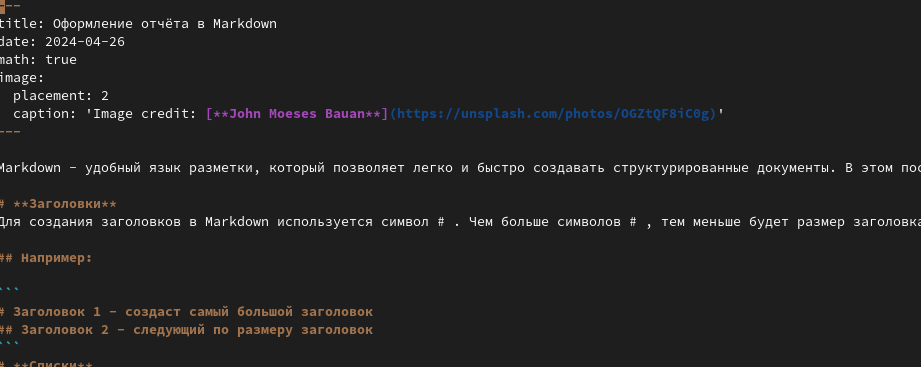 ---
title: Оформление отчёта в Markdown
date: 2024-04-26
math: true
image:
  placement: 2
  caption: 'Image credit: [**John Moeses Bauan**](https://unsplash.com/photos/OGZtQF8iC0g)'
---
Markdown - удобный язык разметки, который позволяет легко и быстро создавать структурированные документы. В этом пос
# **Заголовки**
Для создания заголовков в Markdown используется символ # . Чем больше символов # , тем меньше будет размер заголовка
## Например:
```
# Заголовок 1 - создаст самый большой заголовок
## Заголовок 2 - следующий по размеру заголовок
```
# **Списки**